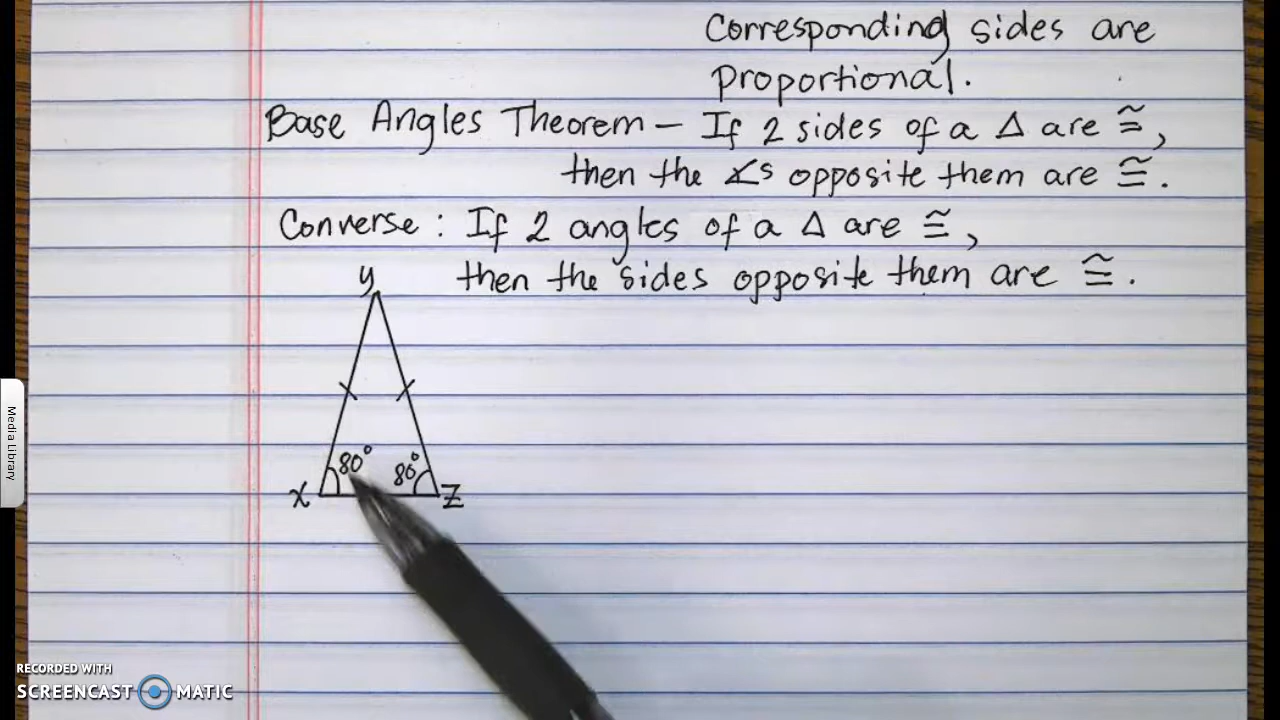 Corresponding sides are
proportional.
Base Angles Theorem — If 2 sides of a Δ are ≅,
then the ∡s opposite them are ≅.
Converse : If 2 angles of a Δ are ≅,
then the sides opposite them are ≅.
y
80° 80°
x z
Media Library
RECORDED WITH
SCREENCAST MATIC